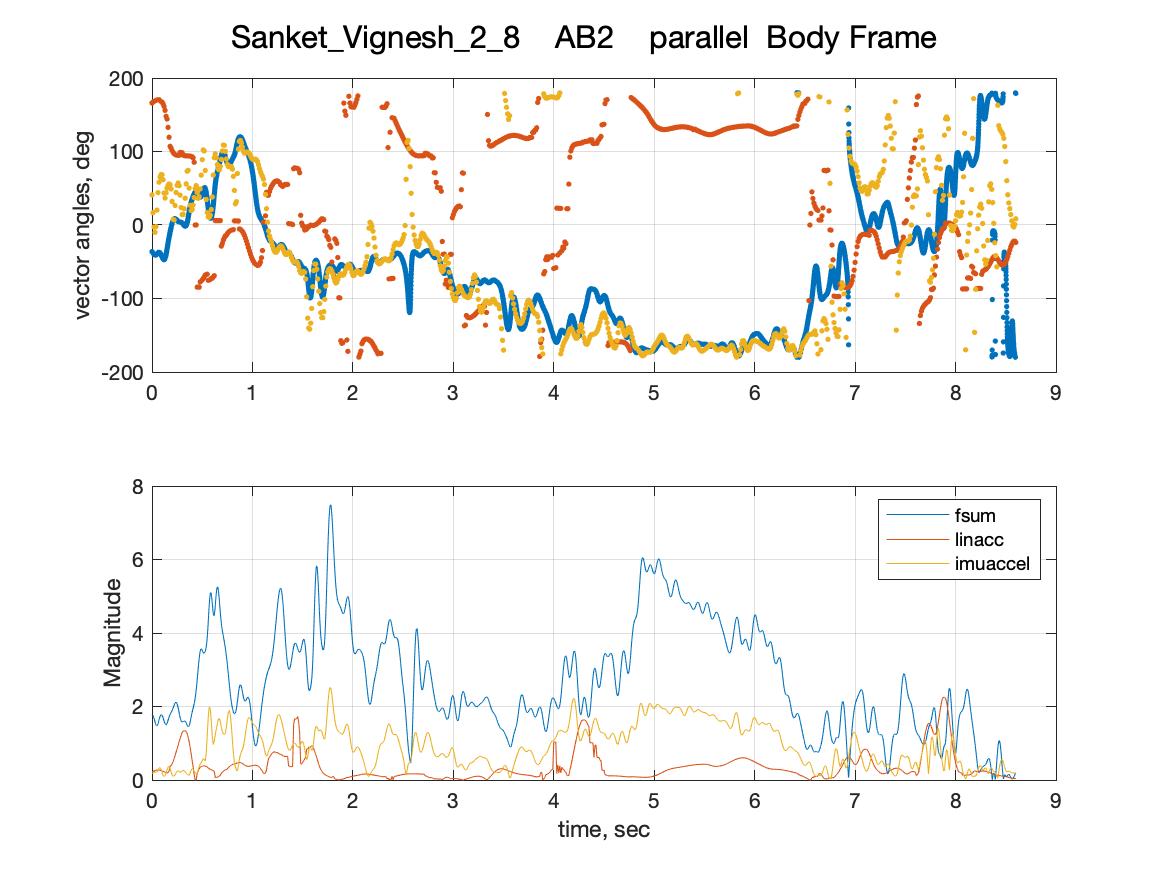 Sanket_Vignesh_2_8 AB2 parallel Body Frame
200
100
0
-100
-200
vector angles, deg
0 1 2 3 4 5 6 7 8 9
8
6
4
2
0
Magnitude
fsum
linacc
imuaccel
0 1 2 3 4 5 6 7 8 9
time, sec